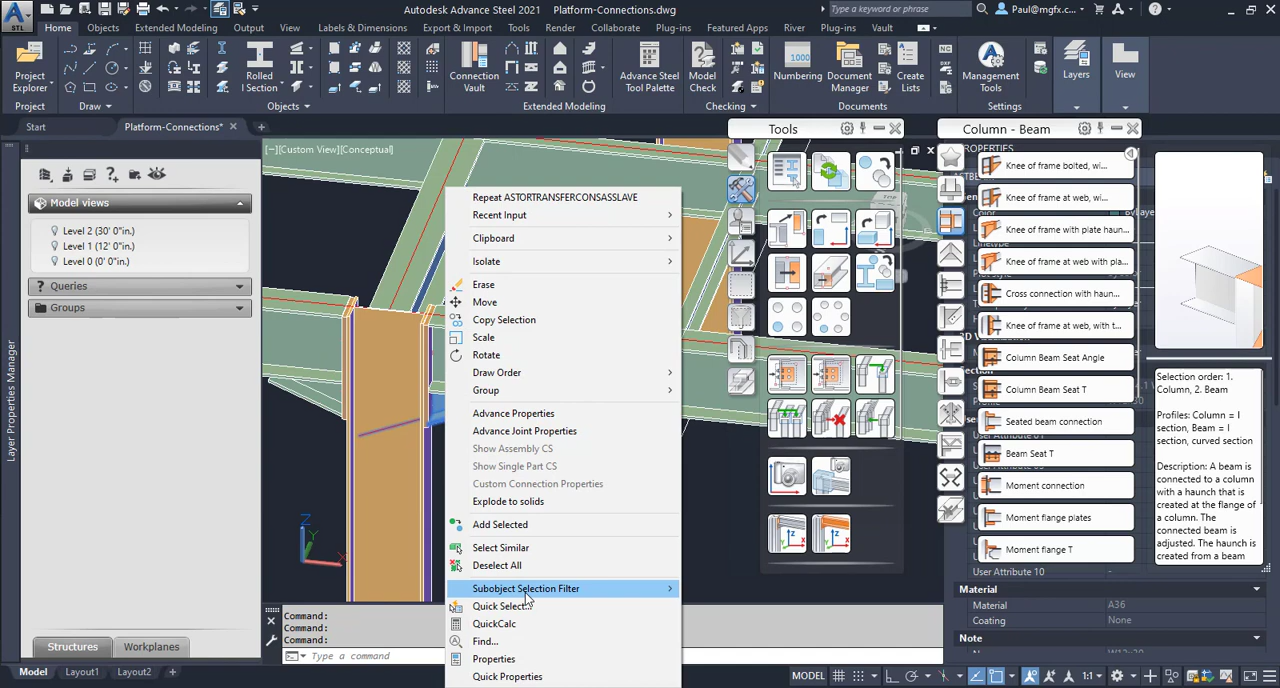 Autodesk Advance Steel 2021 Platform-Connections.dwg
Type a keyword or phrase
Paul@mgfx.c...
STL
Home Objects Extended Modeling Output View Labels & Dimensions Export & Import Tools Render Collaborate Plug-ins Featured Apps River Plug-ins Vault
Project Explorer
Rolled I Section
Connection Vault
Advance Steel Tool Palette
Model Check
Numbering
Document Manager
Create Lists
Management Tools
Layers
View
1000
NC
Project
Draw
Objects
Extended Modeling
Checking
Documents
Settings
Start
Platform-Connections*
[−][Custom View][Conceptual]
Model views
Level 2 (30' 0"in.)
Level 1 (12' 0"in.)
Level 0 (0' 0"in.)
Queries
Groups
Layer Properties Manager
Project Explorer
Repeat ASTORTRANSFERCONSASSLAVE
Recent Input
Clipboard
Isolate
Erase
Move
Copy Selection
Scale
Rotate
Draw Order
Group
Advance Properties
Advance Joint Properties
Show Assembly CS
Show Single Part CS
Custom Connection Properties
Explode to solids
Add Selected
Select Similar
Deselect All
Subobject Selection Filter
Quick Select...
QuickCalc
Find...
Properties
Quick Properties
Tools
Column - Beam
PROPERTIES
Knee of frame bolted, wi...
Knee of frame at web, wi...
Knee of frame with plate haun...
Knee of frame at web with pla...
Cross connection with haun...
Knee of frame at web, with t...
Column Beam Seat Angle
Column Beam Seat T
Seated beam connection
Beam Seat T
Moment connection
Moment flange plates
Moment flange T
Selection order: 1.
Column, 2. Beam
Profiles: Column = I
section, Beam = I
section, curved section
Description: A beam is
connected to a column
with a haunch that is
created at the flange
of a column. The
connected beam is
adjusted. The haunch is
created from a beam
User Attribute 10 -
Material
Material A36
Coating None
Note
Z
Y
X
Command:
Command:
Command:
Type a command
Structures
Workplanes
Model Layout1 Layout2
MODEL
1:1